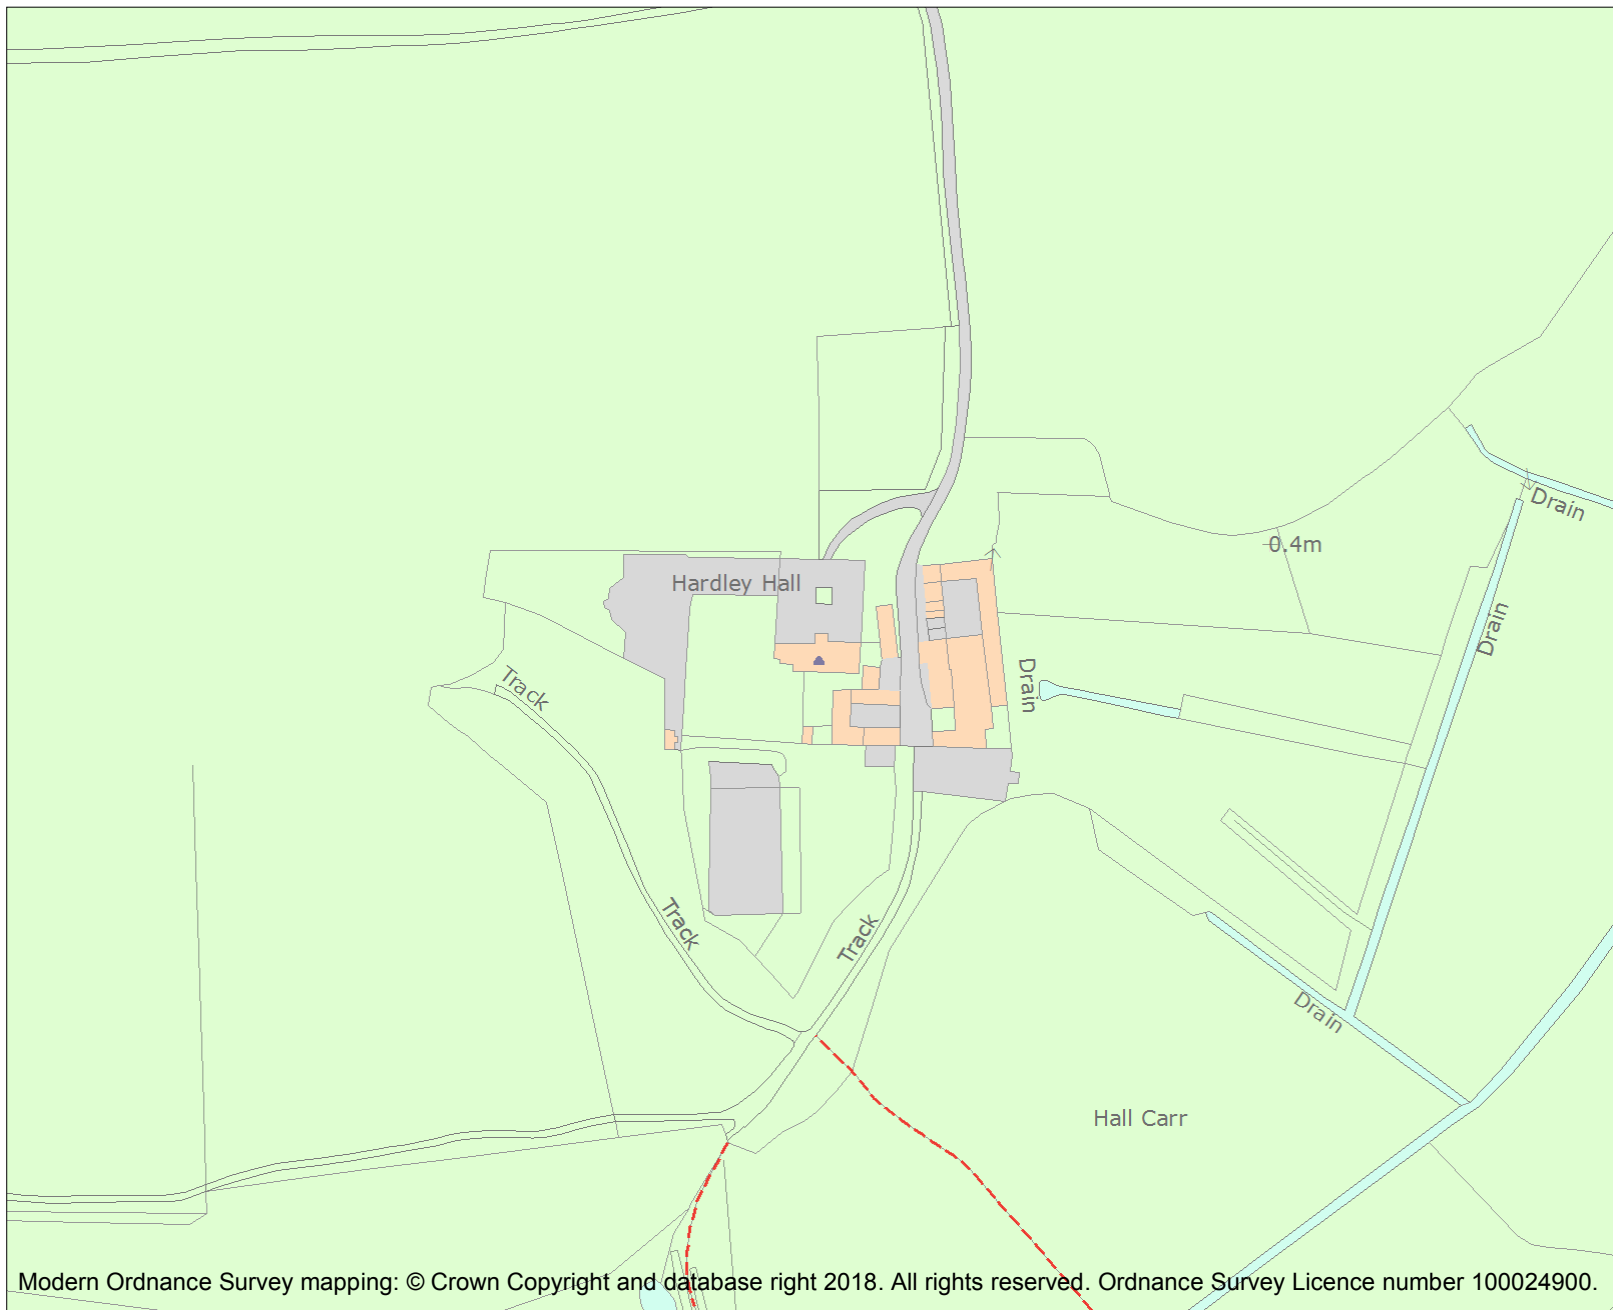 Drain
-0.4m
Hardley Hall
Drain
Drain
Track
Track
Track
Drain
Hall Carr
Modern Ordnance Survey mapping: © Crown Copyright and database right 2018. All rights reserved. Ordnance Survey Licence number 100024900.